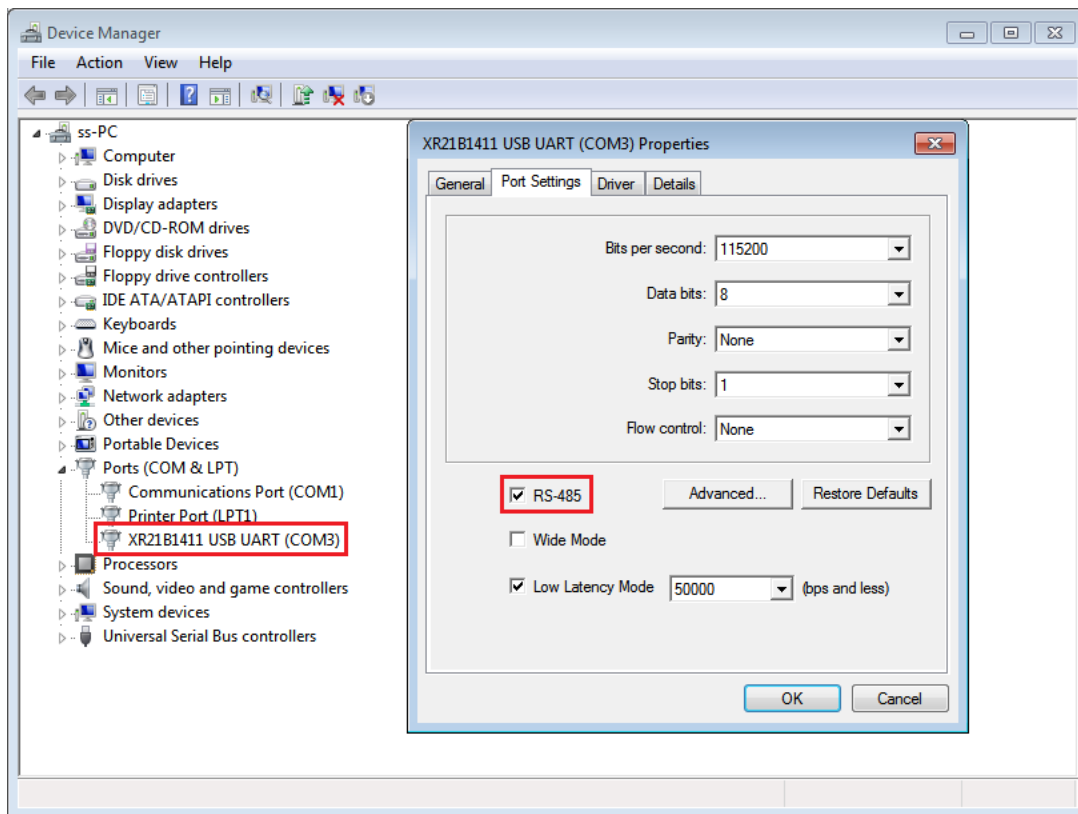 Device Manager
File Action View Help
ss-PC
Computer
Disk drives
Display adapters
DVD/CD-ROM drives
Floppy disk drives
Floppy drive controllers
IDE ATA/ATAPI controllers
Keyboards
Mice and other pointing devices
Monitors
Network adapters
Other devices
Portable Devices
Ports (COM & LPT)
Communications Port (COM1)
Printer Port (LPT1)
XR21B1411 USB UART (COM3)
Processors
Sound, video and game controllers
System devices
Universal Serial Bus controllers
XR21B1411 USB UART (COM3) Properties
General Port Settings Driver Details
Bits per second: 115200
Data bits: 8
Parity: None
Stop bits: 1
Flow control: None
RS-485 Advanced... Restore Defaults
Wide Mode
Low Latency Mode 50000 (bps and less)
OK Cancel